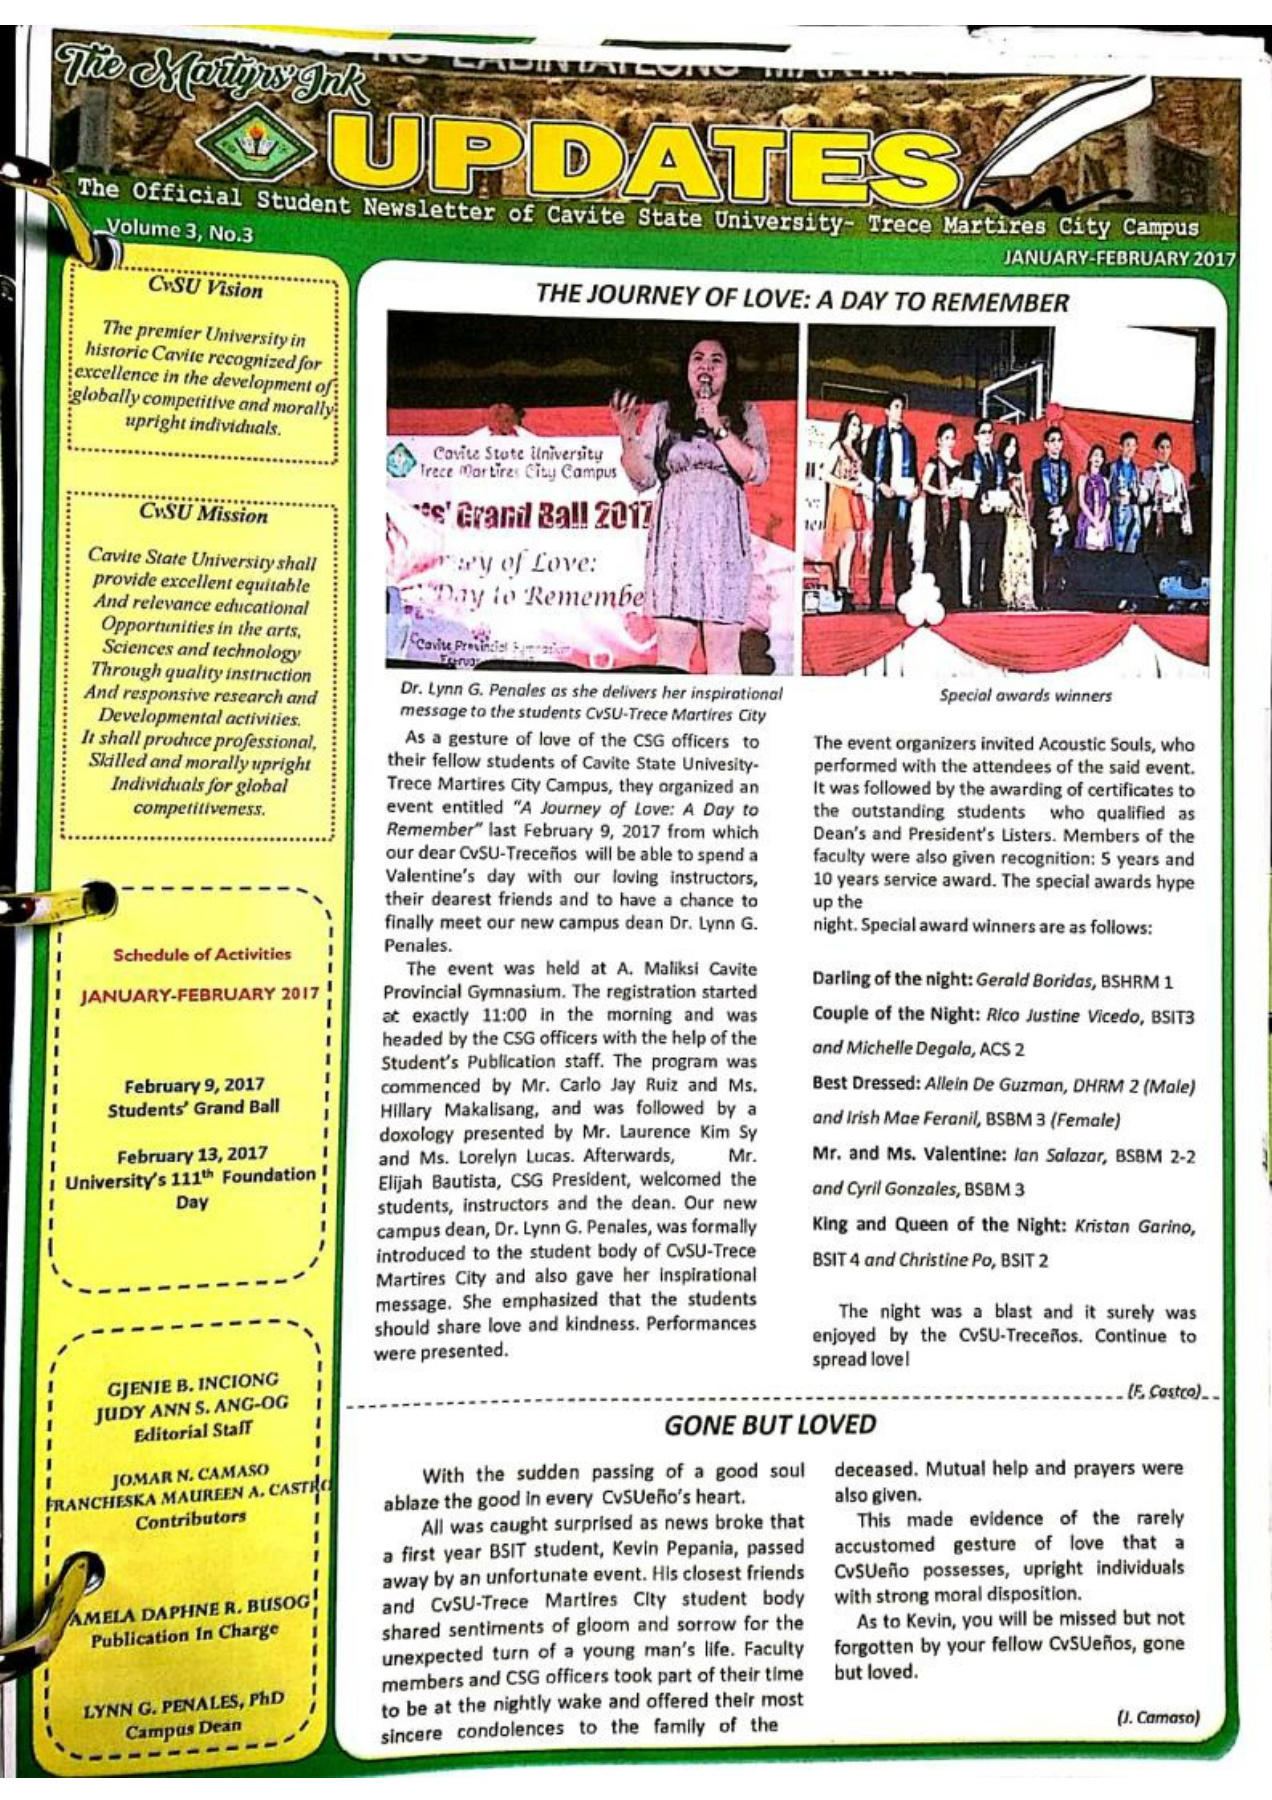 The Martyrs' Ink
UPDATES
The Official Student Newsletter of Cavite State University- Trece Martires City Campus
Volume 3, No.3
JANUARY-FEBRUARY 2017
CvSU Vision
The premier University in
historic Cavite recognized for
excellence in the development of
globally competitive and morally
upright individuals.
CvSU Mission
Cavite State University shall
provide excellent equitable
And relevance educational
Opportunities in the arts,
Sciences and technology
Through quality instruction
And responsive research and
Developmental activities.
It shall produce professional,
Skilled and morally upright
Individuals for global
competitiveness.
Schedule of Activities
JANUARY-FEBRUARY 2017
February 9, 2017
Students' Grand Ball
February 13, 2017
University's 111th Foundation
Day
GJENIE B. INCIONG
JUDY ANN S. ANG-OG
Editorial Staff
JOMAR N. CAMASO
FRANCHESKA MAUREEN A. CASTRO
Contributors
AMELA DAPHNE R. BUSOG
Publication In Charge
LYNN G. PENALES, PhD
Campus Dean
THE JOURNEY OF LOVE: A DAY TO REMEMBER
Cavite State University
Trece Martires City Campus
Grand Ball 2017
of Love:
Day to Remembe
Cavite Provincial
Dr. Lynn G. Penales as she delivers her inspirational
message to the students CvSU-Trece Martires City
Special awards winners
As a gesture of love of the CSG officers to
their fellow students of Cavite State Univesity-
Trece Martires City Campus, they organized an
event entitled "A Journey of Love: A Day to
Remember" last February 9, 2017 from which
our dear CvSU-Treceños will be able to spend a
Valentine's day with our loving instructors,
their dearest friends and to have a chance to
finally meet our new campus dean Dr. Lynn G.
Penales.
The event was held at A. Maliksi Cavite
Provincial Gymnasium. The registration started
at exactly 11:00 in the morning and was
headed by the CSG officers with the help of the
Student's Publication staff. The program was
commenced by Mr. Carlo Jay Ruiz and Ms.
Hillary Makalisang, and was followed by a
doxology presented by Mr. Laurence Kim Sy
and Ms. Lorelyn Lucas. Afterwards, Mr.
Elijah Bautista, CSG President, welcomed the
students, instructors and the dean. Our new
campus dean, Dr. Lynn G. Penales, was formally
introduced to the student body of CvSU-Trece
Martires City and also gave her inspirational
message. She emphasized that the students
should share love and kindness. Performances
were presented.
The event organizers invited Acoustic Souls, who
performed with the attendees of the said event.
It was followed by the awarding of certificates to
the outstanding students who qualified as
Dean's and President's Listers. Members of the
faculty were also given recognition: 5 years and
10 years service award. The special awards hype
up the
night. Special award winners are as follows:
Darling of the night: Gerald Boridas, BSHRM 1
Couple of the Night: Rico Justine Vicedo, BSIT3
and Michelle Degala, ACS 2
Best Dressed: Allein De Guzman, DHRM 2 (Male)
and Irish Mae Feranil, BSBM 3 (Female)
Mr. and Ms. Valentine: Ian Salazar, BSBM 2-2
and Cyril Gonzales, BSBM 3
King and Queen of the Night: Kristan Garino,
BSIT 4 and Christine Po, BSIT 2
The night was a blast and it surely was
enjoyed by the CvSU-Treceños. Continue to
spread love!
(F. Castro)
GONE BUT LOVED
With the sudden passing of a good soul
ablaze the good in every CvSUeño's heart.
All was caught surprised as news broke that
a first year BSIT student, Kevin Pepania, passed
away by an unfortunate event. His closest friends
and CvSU-Trece Martires City student body
shared sentiments of gloom and sorrow for the
unexpected turn of a young man's life. Faculty
members and CSG officers took part of their time
to be at the nightly wake and offered their most
sincere condolences to the family of the
deceased. Mutual help and prayers were
also given.
This made evidence of the rarely
accustomed gesture of love that a
CvSUeño possesses, upright individuals
with strong moral disposition.
As to Kevin, you will be missed but not
forgotten by your fellow CvSUeños, gone
but loved.
(J. Camaso)